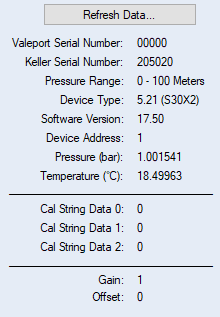 Refresh Data...
Valeport Serial Number: 00000
Keller Serial Number: 205020
Pressure Range: 0 - 100 Meters
Device Type: 5.21 (S30X2)
Software Version: 17.50
Device Address: 1
Pressure (bar): 1.001541
Temperature (°C): 18.49963
Cal String Data 0: 0
Cal String Data 1: 0
Cal String Data 2: 0
Gain: 1
Offset: 0